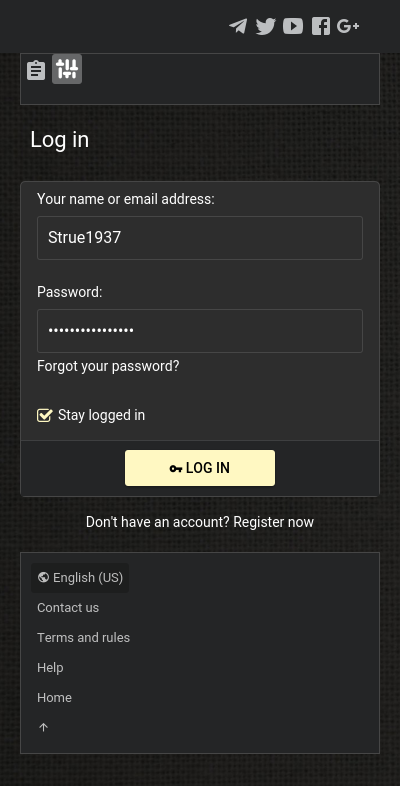 Log in
Your name or email address:
Strue1937
Password:
••••••••••••••••
Forgot your password?
Stay logged in
LOG IN
Don't have an account? Register now
English (US)
Contact us
Terms and rules
Help
Home